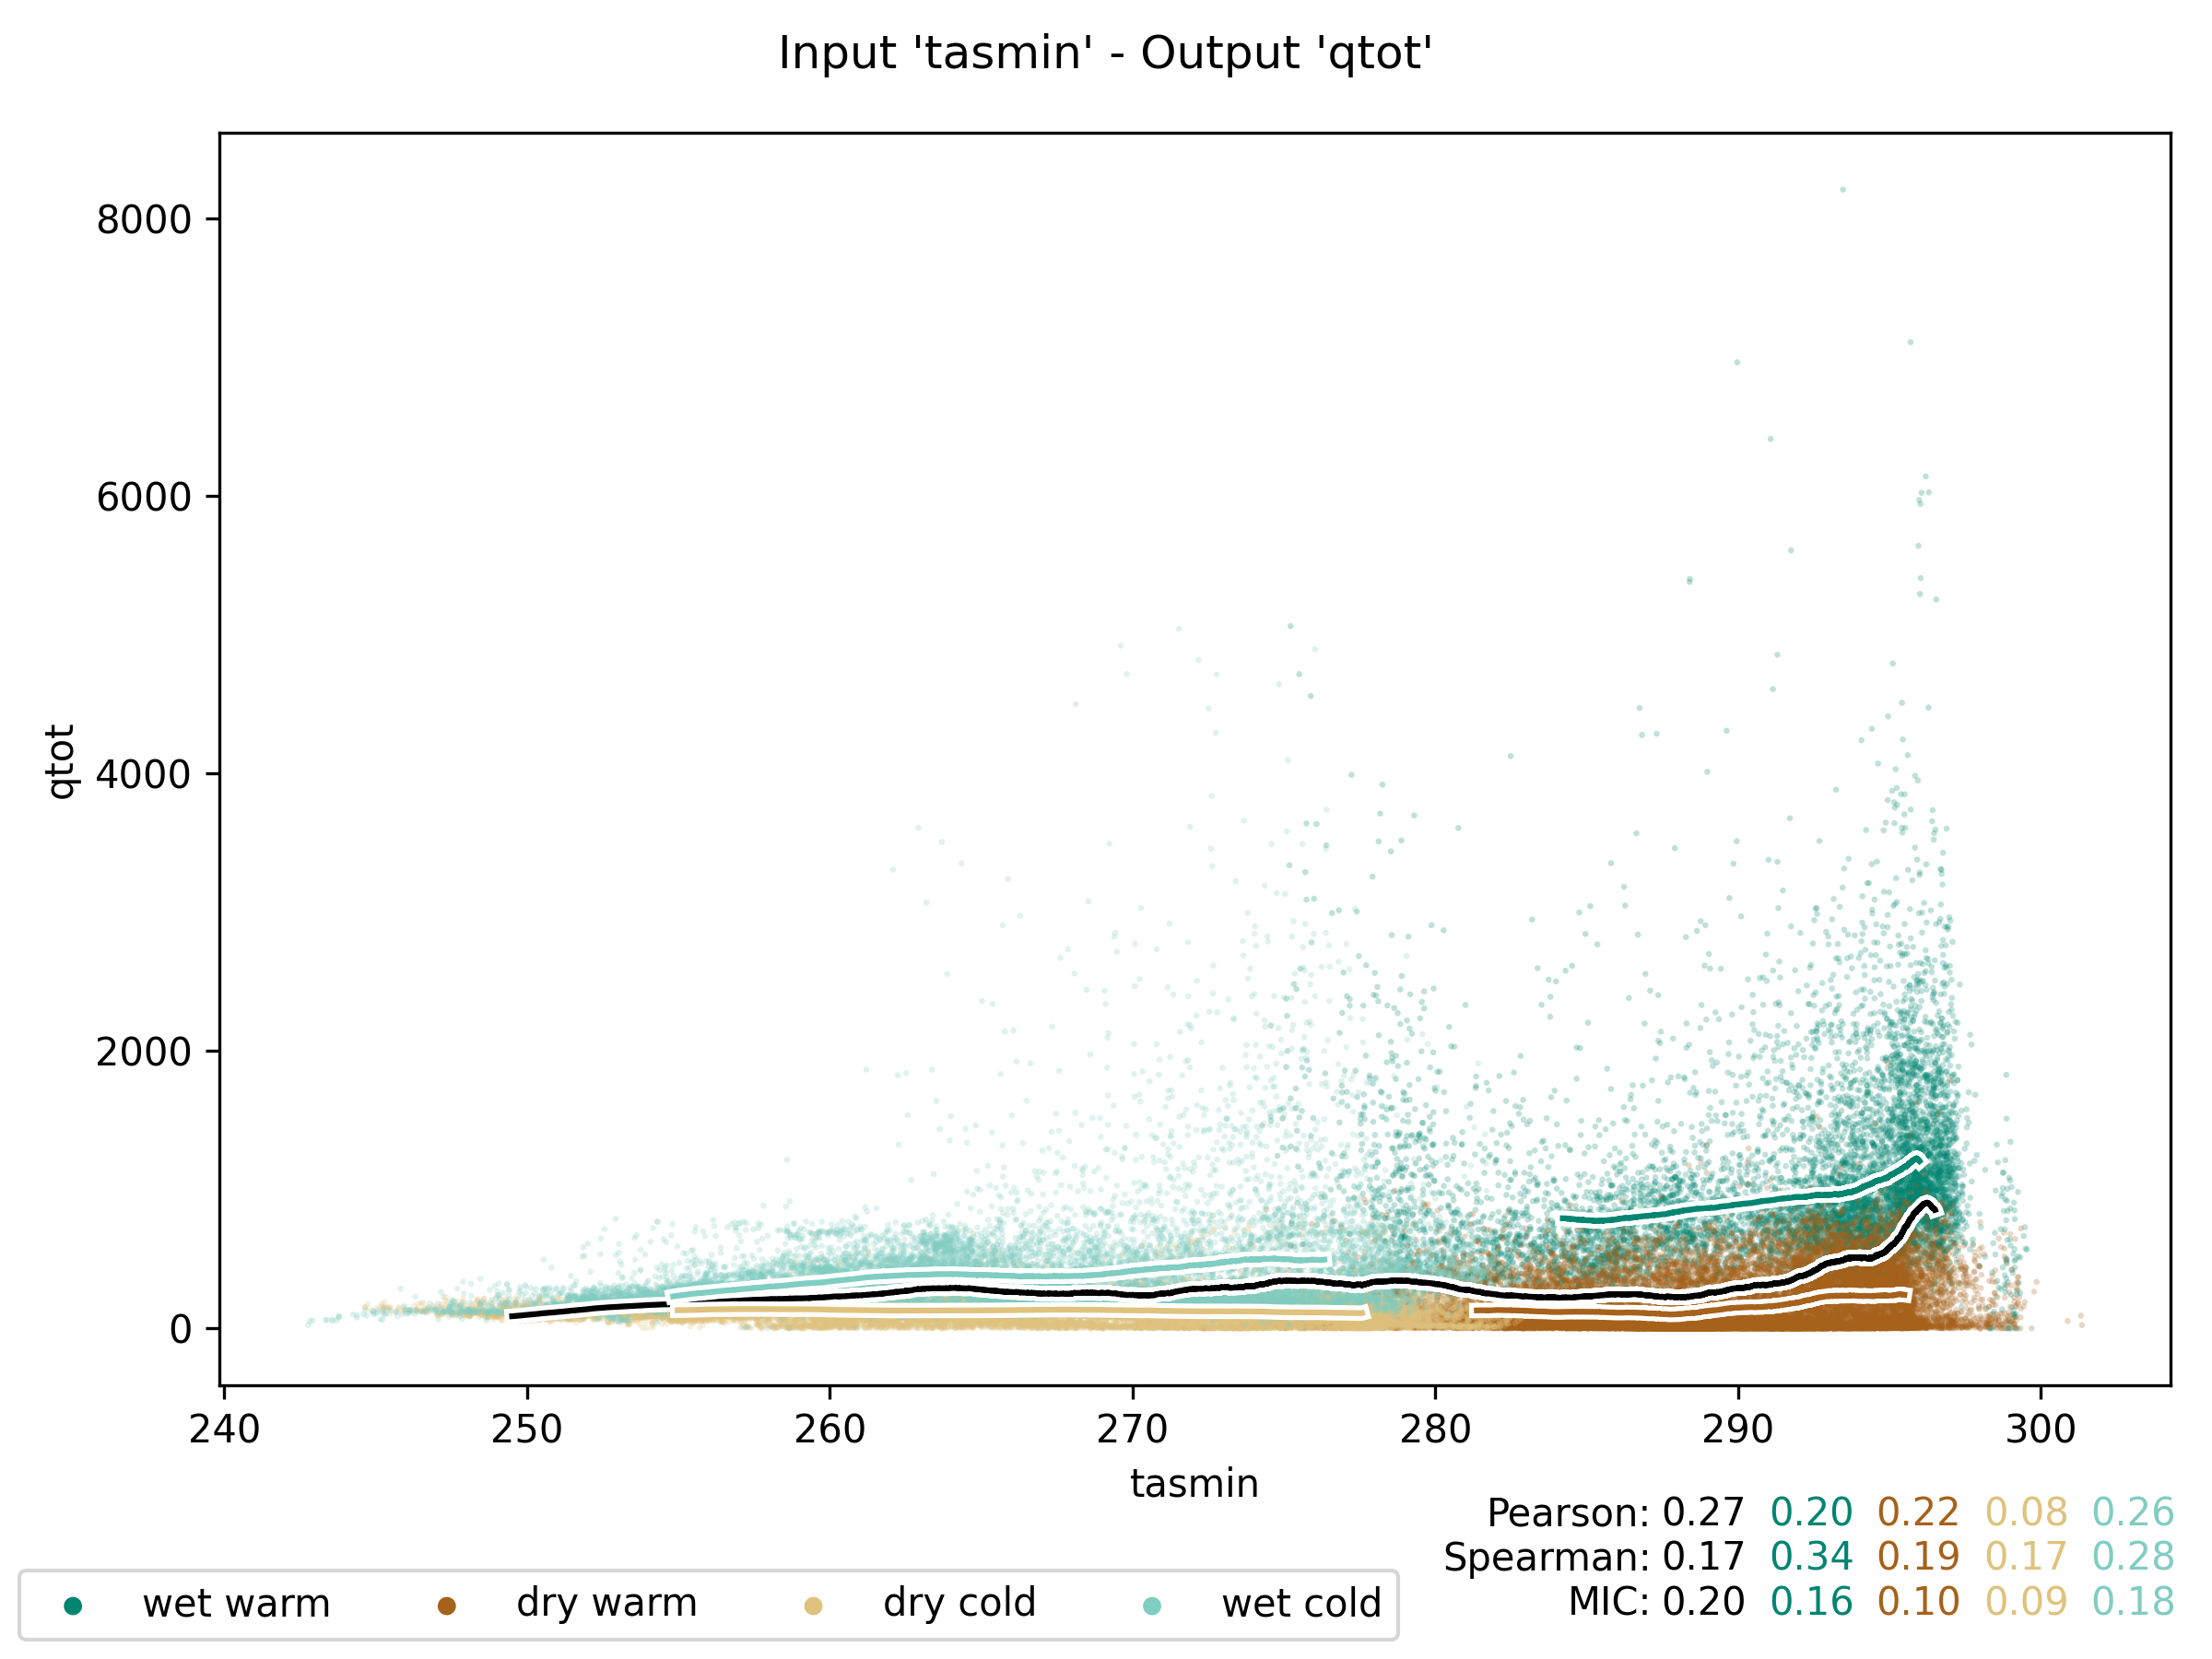 Input 'tasmin' - Output 'qtot'
8000
6000
4000
2000
0
qtot
240 250 260 270 280 290 300
tasmin
Pearson: 0.27 0.20 0.22 0.08 0.26
Spearman: 0.17 0.34 0.19 0.17 0.28
MIC: 0.20 0.16 0.10 0.09 0.18
wet warm dry warm dry cold wet cold